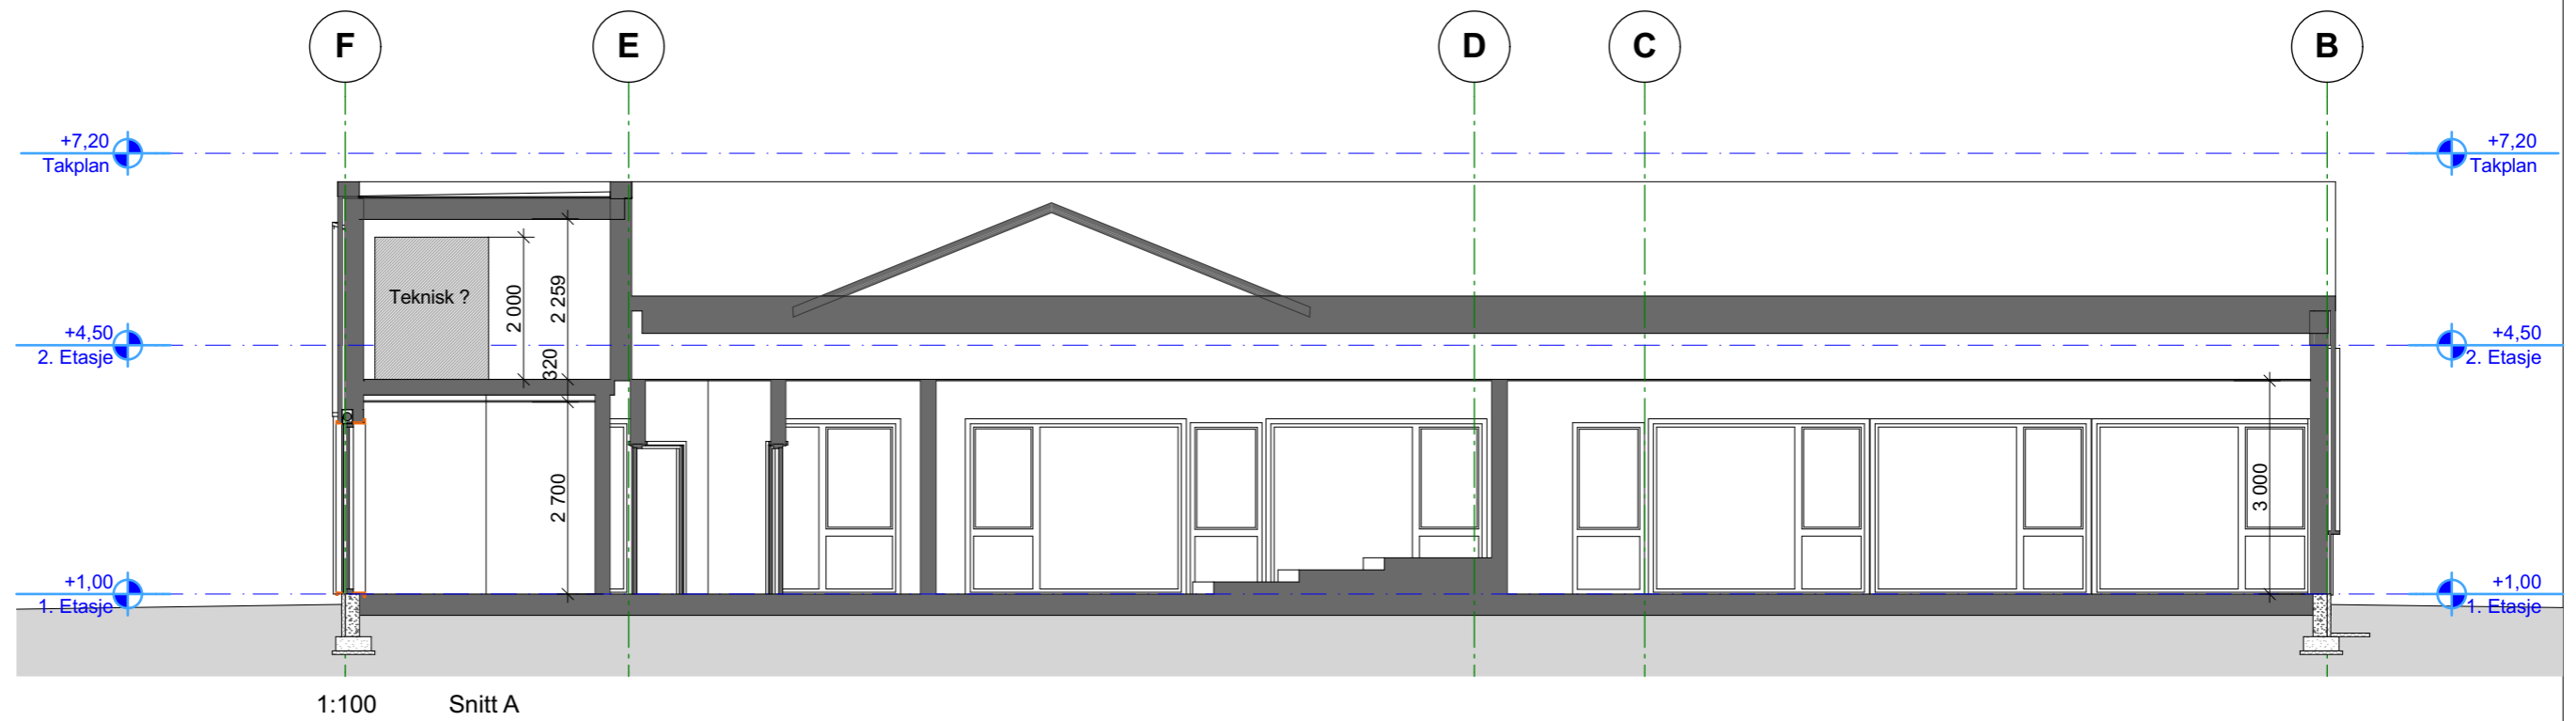 F
E
D
C
B
+7,20
Takplan
+7,20
Takplan
Teknisk ?
2 000
2 259
320
+4,50
2. Etasje
+4,50
2. Etasje
2 700
3 000
+1,00
1. Etasje
+1,00
1. Etasje
1:100
Snitt A